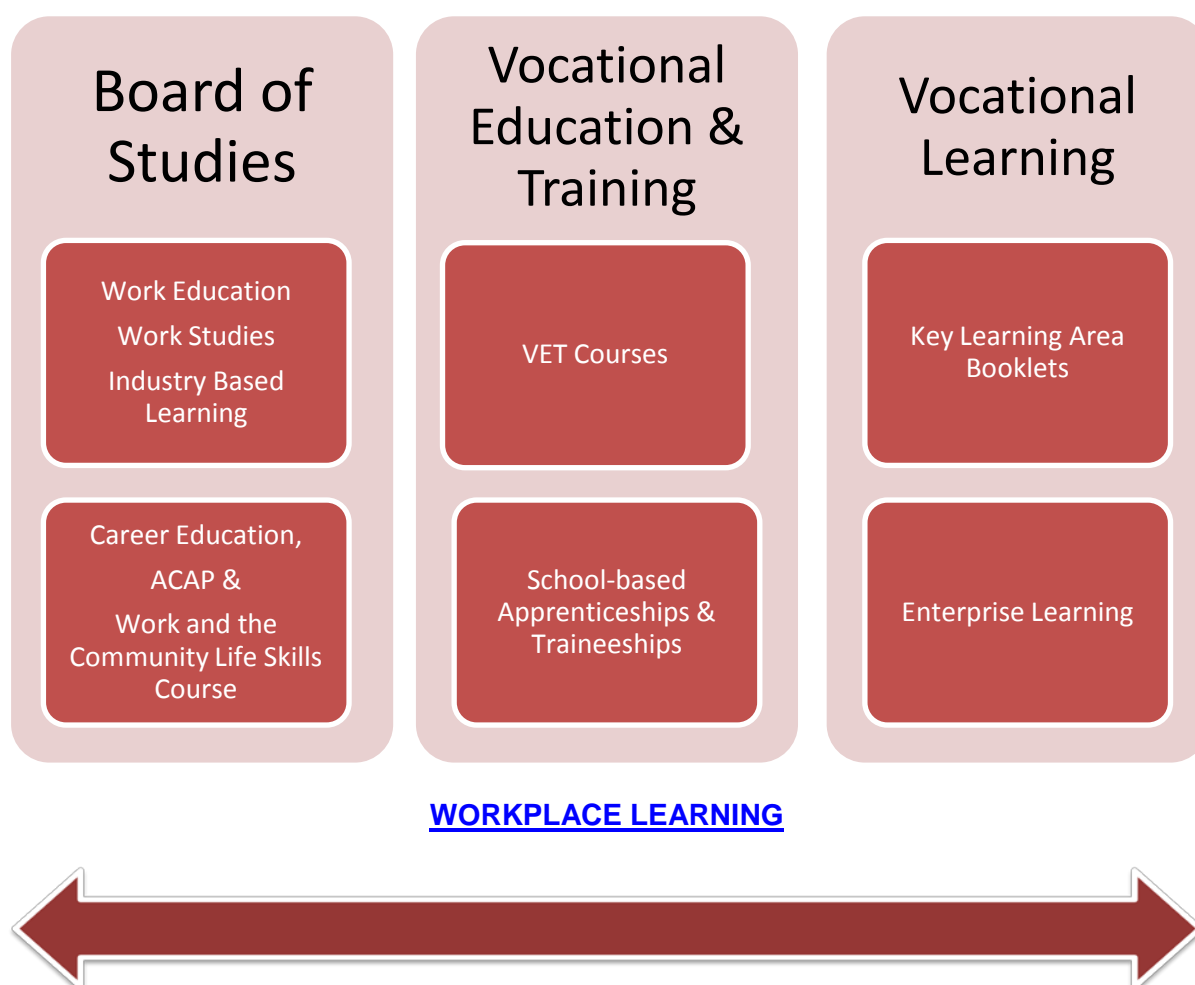 Board of
Studies
Work Education
Work Studies
Industry Based
Learning
Career Education,
ACAP &
Work and the
Community Life Skills
Course
Vocational
Education &
Training
VET Courses
School-based
Apprenticeships &
Traineeships
Vocational
Learning
Key Learning Area
Booklets
Enterprise Learning
WORKPLACE LEARNING